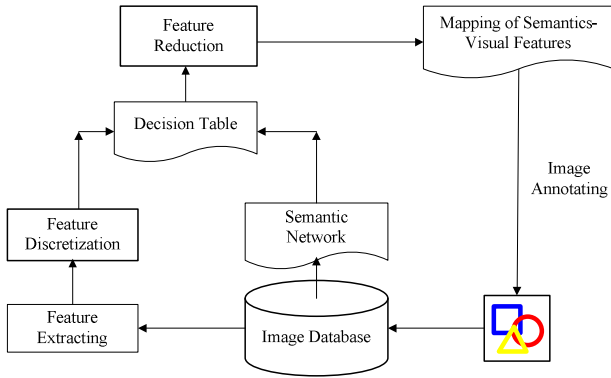 Feature
Reduction
Mapping of Semantics-
Visual Features
Decision Table
Image
Annotating
Feature
Discretization
Semantic
Network
Feature
Extracting
Image Database